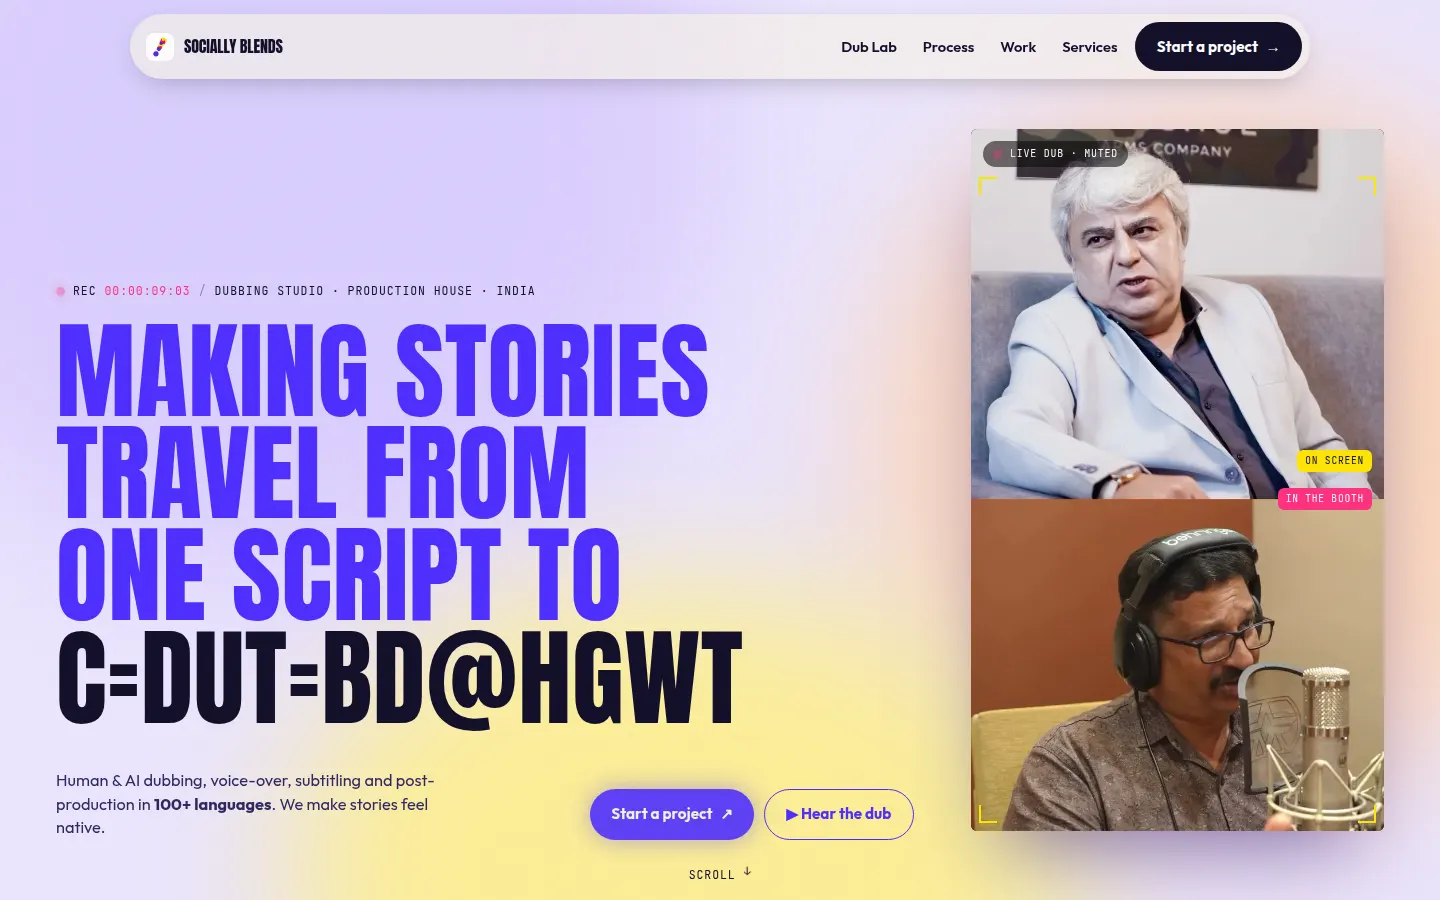 SOCIALLY BLENDS
Dub Lab
Process
Work
Services
Start a project →
LIVE DUB · MUTED
MS COMPANY
REC 00:00:09:03 / DUBBING STUDIO · PRODUCTION HOUSE · INDIA
MAKING STORIES
TRAVEL FROM
ONE SCRIPT TO
C=DUT=BD@HGWT
ON SCREEN
IN THE BOOTH
Human & AI dubbing, voice-over, subtitling and post-
production in 100+ languages. We make stories feel
native.
Start a project ↗
▶ Hear the dub
SCROLL ↓